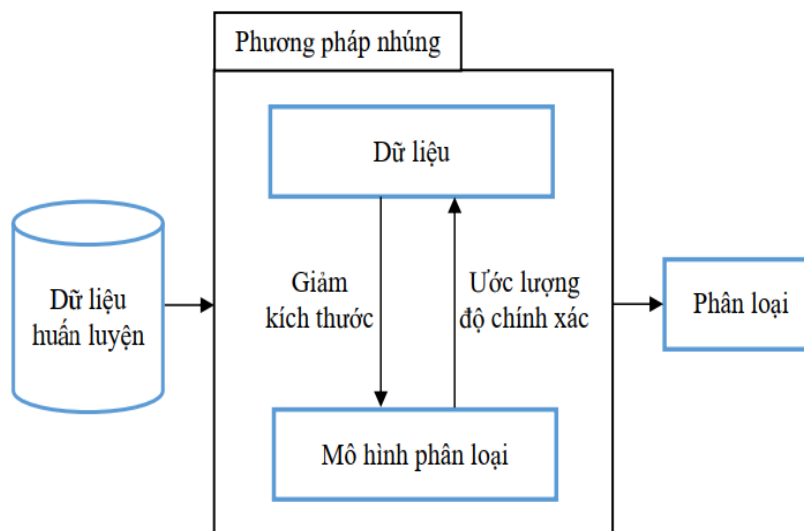 Phương pháp nhúng
Dữ liệu
Dữ liệu
huấn luyện
Giảm
kích thước
Ước lượng
độ chính xác
Phân loại
Mô hình phân loại